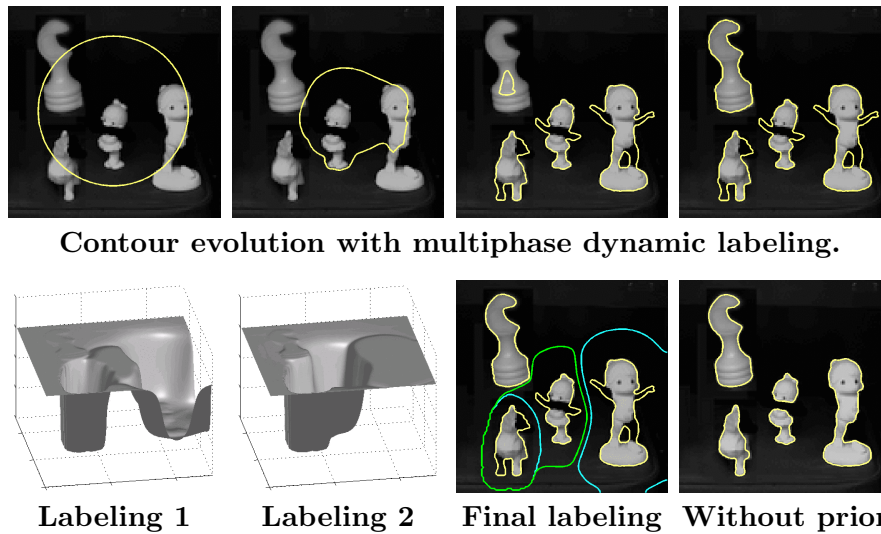 Contour evolution with multiphase dynamic labeling.
Labeling 1 Labeling 2 Final labeling Without prior